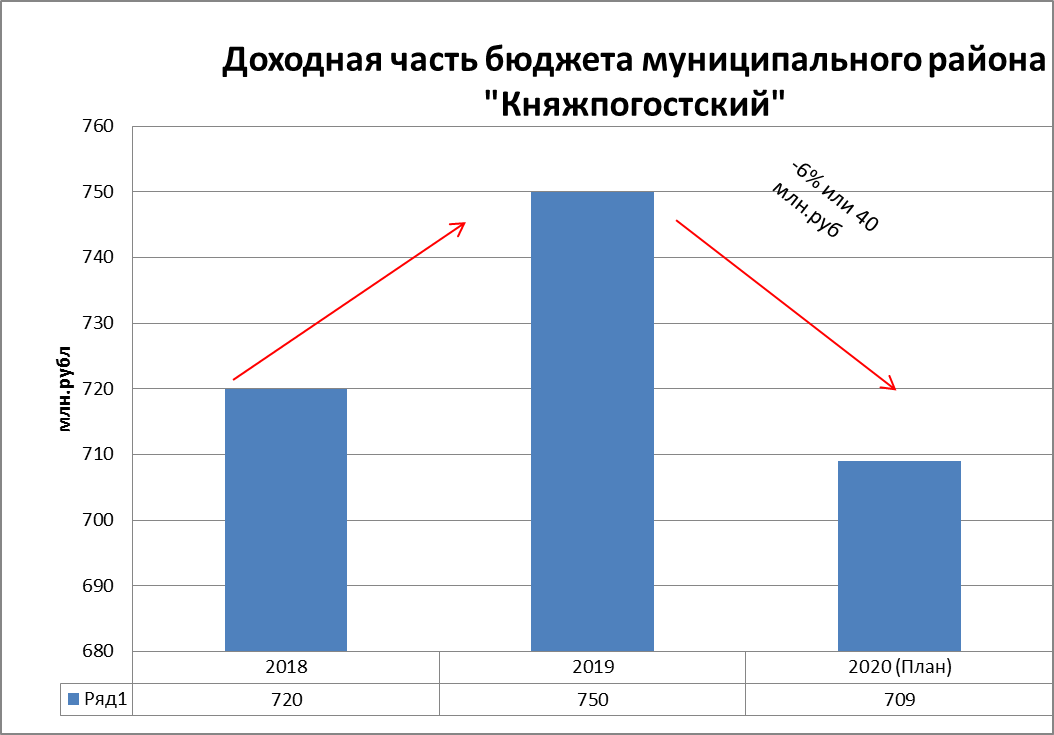 Доходная часть бюджета муниципального района
"Княжпогостский"
760
750
740
730
720
710
700
690
680
млн.рубл
-6% или 40
млн.руб
2018 2019 2020 (План)
Ряд1 720 750 709